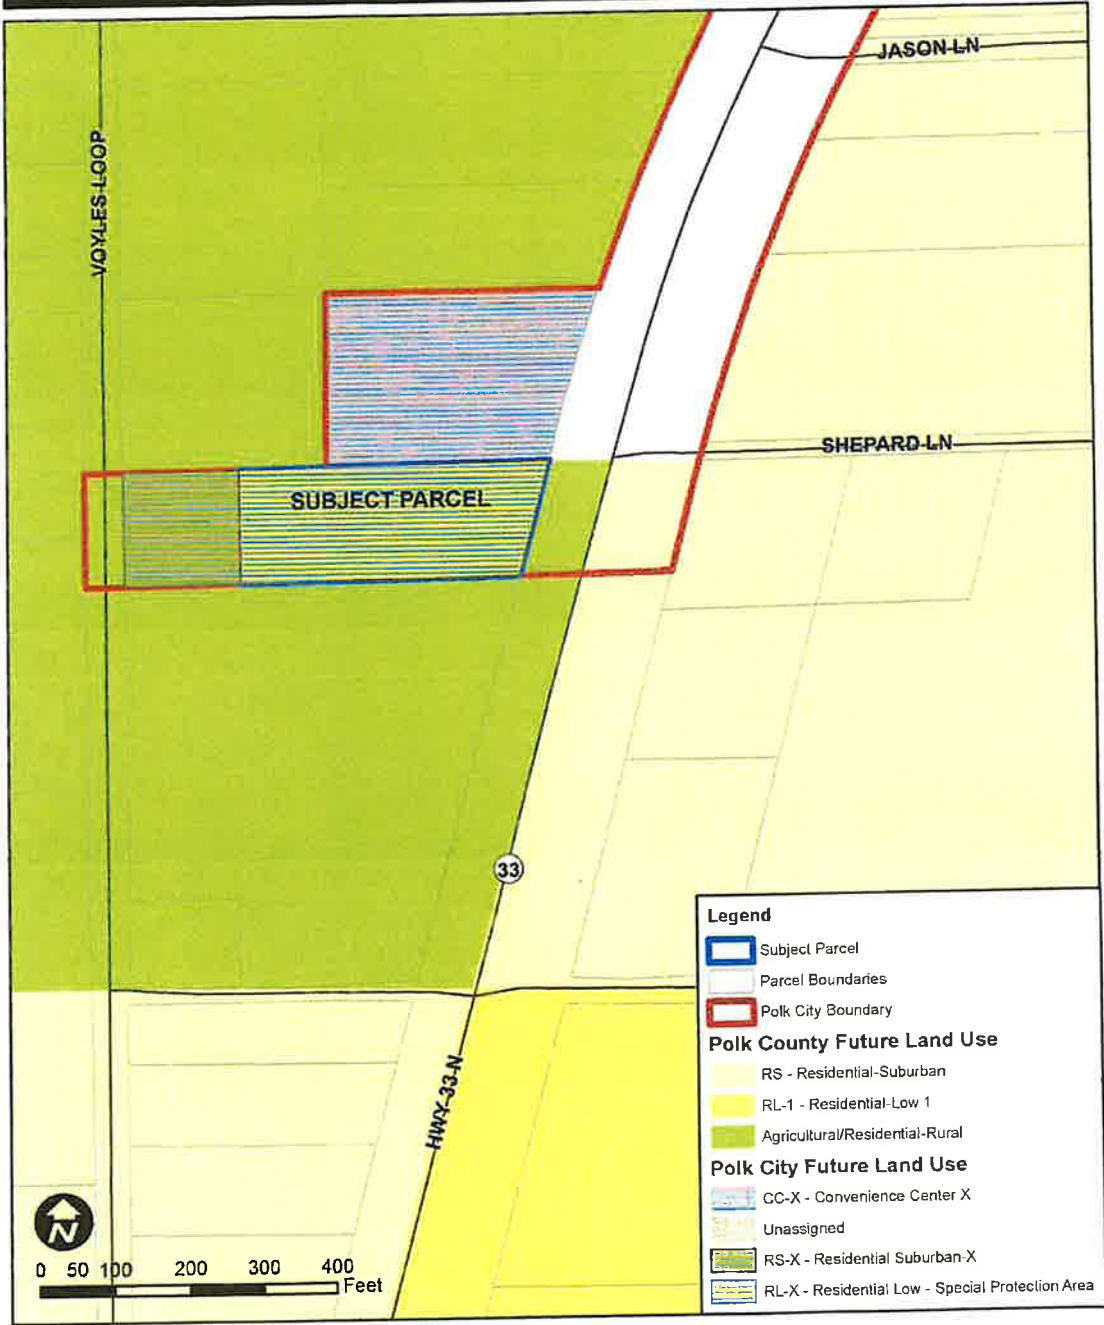 JASON LN
VOYLES LOOP
SHEPARD LN
SUBJECT PARCEL
33
HWY 33 N
N
0 50 100 200 300 400
Feet
Legend
Subject Parcel
Parcel Boundaries
Polk City Boundary
Polk County Future Land Use
RS - Residential-Suburban
RL-1 - Residential-Low 1
Agricultural/Residential-Rural
Polk City Future Land Use
CC-X - Convenience Center X
Unassigned
RS-X - Residential Suburban-X
RL-X - Residential Low - Special Protection Area